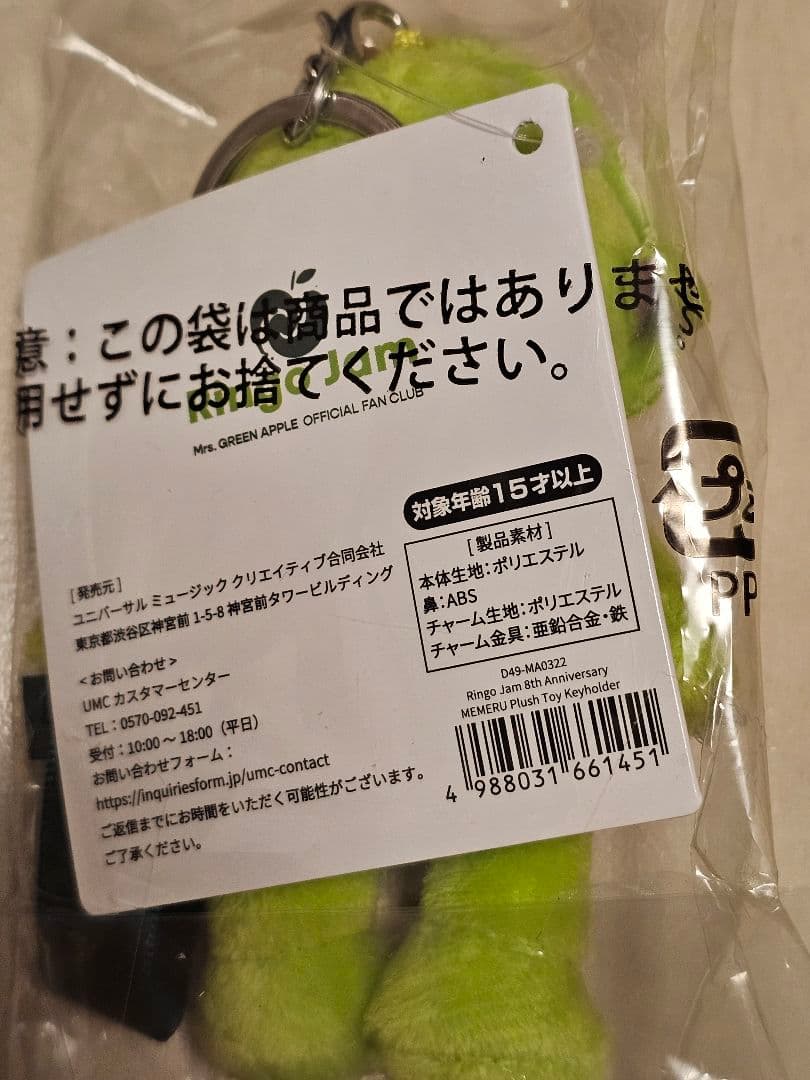 意：この袋は商品ではありません。
用せずにお捨てください。
Ringo Jam
Mrs. GREEN APPLE OFFICIAL FAN CLUB
対象年齢15才以上
[製品素材]
本体生地：ポリエステル
鼻：ABS
チャーム生地：ポリエステル
チャーム金具：亜鉛合金・鉄
[発売元]
ユニバーサル ミュージック クリエイティブ合同会社
東京都渋谷区神宮前 1-5-8 神宮前タワービルディング
<お問い合わせ>
UMC カスタマーセンター
TEL：0570-092-451
受付：10:00 ～ 18:00（平日）
お問い合わせフォーム：
https://inquiriesform.jp/umc-contact
ご返信までにお時間をいただく可能性がございます。
ご了承ください。
D49-MA0322
Ringo Jam 8th Anniversary
MEMERU Plush Toy Keyholder
4 988031 661451
プラ
PP